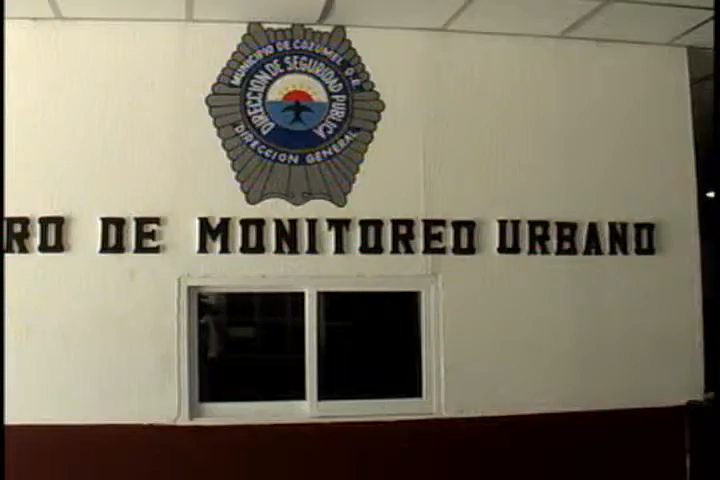 MUNICIPIO DE COZUMEL Q.R.
DIRECCION DE SEGURIDAD PUBLICA
DIRECCION GENERAL
RO DE MONITOREO URBANO